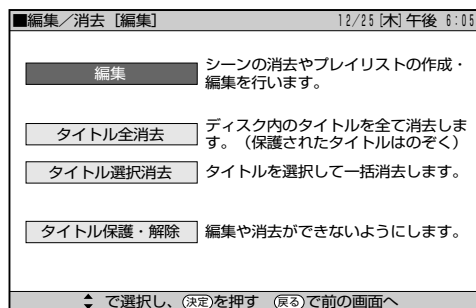 ■編集／消去［編集］ 12/25[木]午後 6:05
編集
シーンの消去やプレイリストの作成・
編集を行います。
タイトル全消去
ディスク内のタイトルを全て消去しま
す。（保護されたタイトルはのぞく）
タイトル選択消去 タイトルを選択して一括消去します。
タイトル保護・解除 編集や消去ができないようにします。
で選択し、決定を押す 戻るで前の画面へ